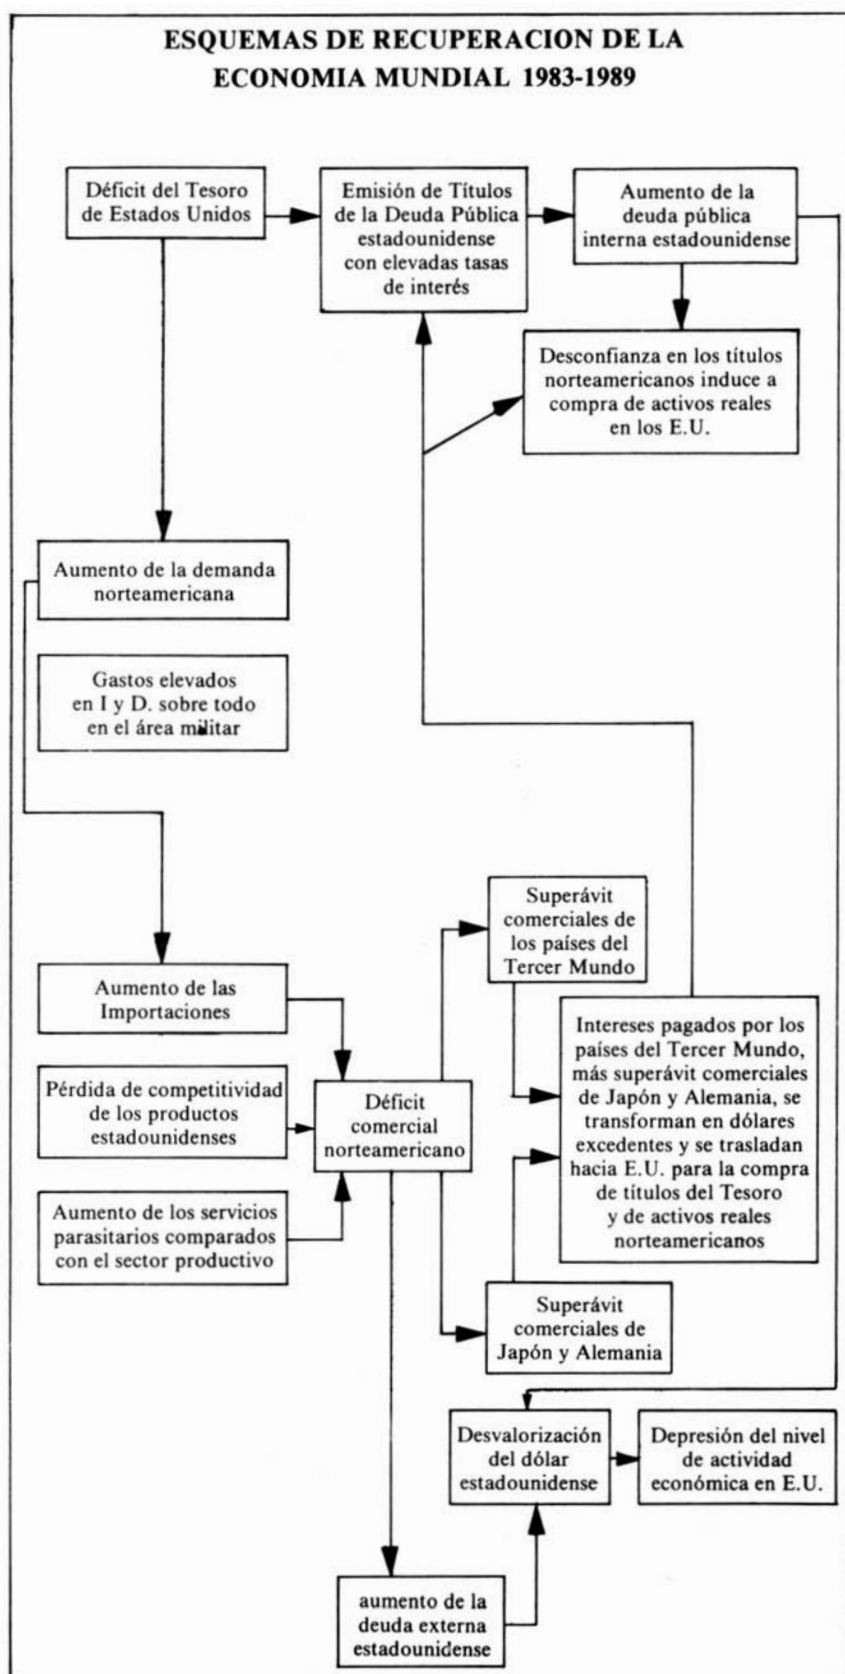 ESQUEMAS DE RECUPERACION DE LA
ECONOMIA MUNDIAL 1983-1989
Déficit del Tesoro
de Estados Unidos
Emisión de Títulos
de la Deuda Pública
estadounidense
con elevadas tasas
de interés
Aumento de la
deuda pública
interna estadounidense
Desconfianza en los títulos
norteamericanos induce a
compra de activos reales
en los E.U.
Aumento de la demanda
norteamericana
Gastos elevados
en I y D. sobre todo
en el área militar
Superávit
comerciales de
los países del
Tercer Mundo
Aumento de las
Importaciones
Intereses pagados por los
países del Tercer Mundo,
más superávit comerciales
de Japón y Alemania, se
transforman en dólares
excedentes y se trasladan
hacia E.U. para la compra
de títulos del Tesoro
y de activos reales
norteamericanos
Pérdida de competitividad
de los productos
estadounidenses
Déficit
comercial
norteamericano
Aumento de los servicios
parasitarios comparados
con el sector productivo
Superávit
comerciales de
Japón y Alemania
Desvalorización
del dólar
estadounidense
Depresión del nivel
de actividad
económica en E.U.
aumento de la
deuda externa
estadounidense